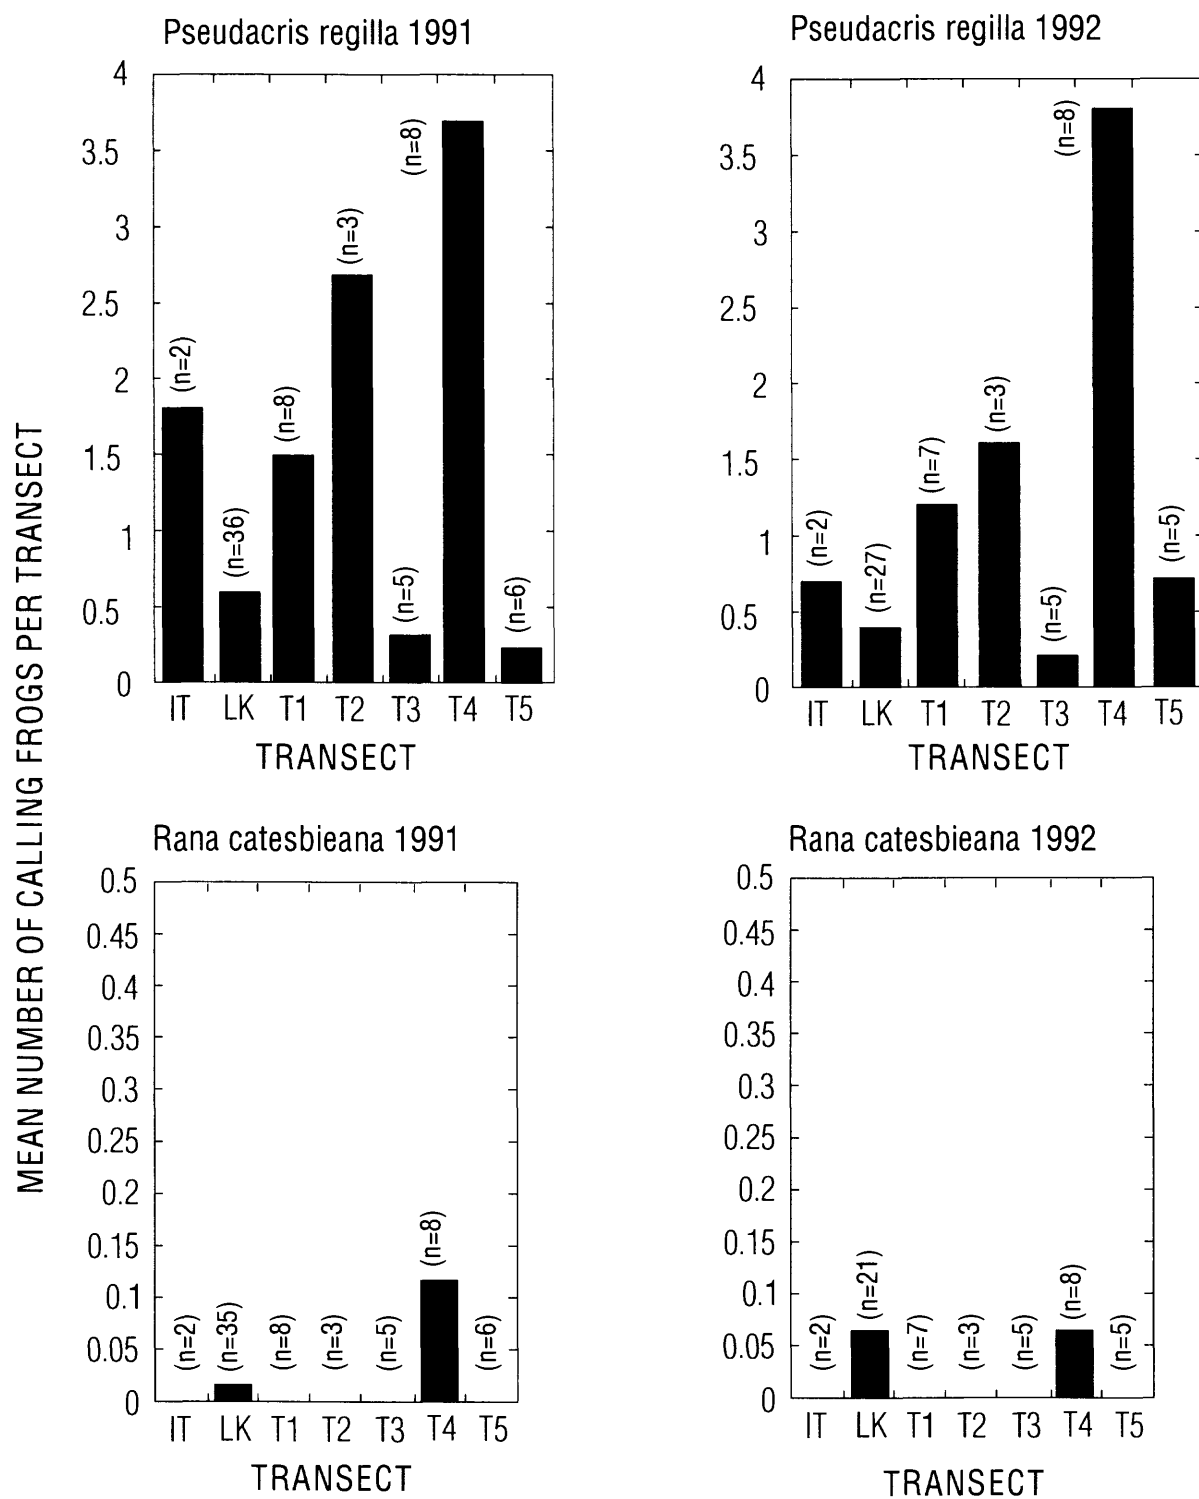 MEAN NUMBER OF CALLING FROGS PER TRANSECT
Pseudacris regilla 1991
4
3.5
3
2.5
2
1.5
1
0.5
0
(n=2)
(n=36)
(n=8)
(n=3)
(n=5)
(n=8)
(n=6)
IT LK T1 T2 T3 T4 T5
TRANSECT
Pseudacris regilla 1992
4
3.5
3
2.5
2
1.5
1
0.5
0
(n=2)
(n=27)
(n=7)
(n=3)
(n=5)
(n=8)
(n=5)
IT LK T1 T2 T3 T4 T5
TRANSECT
Rana catesbieana 1991
0.5
0.45
0.4
0.35
0.3
0.25
0.2
0.15
0.1
0.05
0
(n=2)
(n=35)
(n=8)
(n=3)
(n=5)
(n=8)
(n=6)
IT LK T1 T2 T3 T4 T5
TRANSECT
Rana catesbieana 1992
0.5
0.45
0.4
0.35
0.3
0.25
0.2
0.15
0.1
0.05
0
(n=2)
(n=21)
(n=7)
(n=3)
(n=5)
(n=8)
(n=5)
IT LK T1 T2 T3 T4 T5
TRANSECT